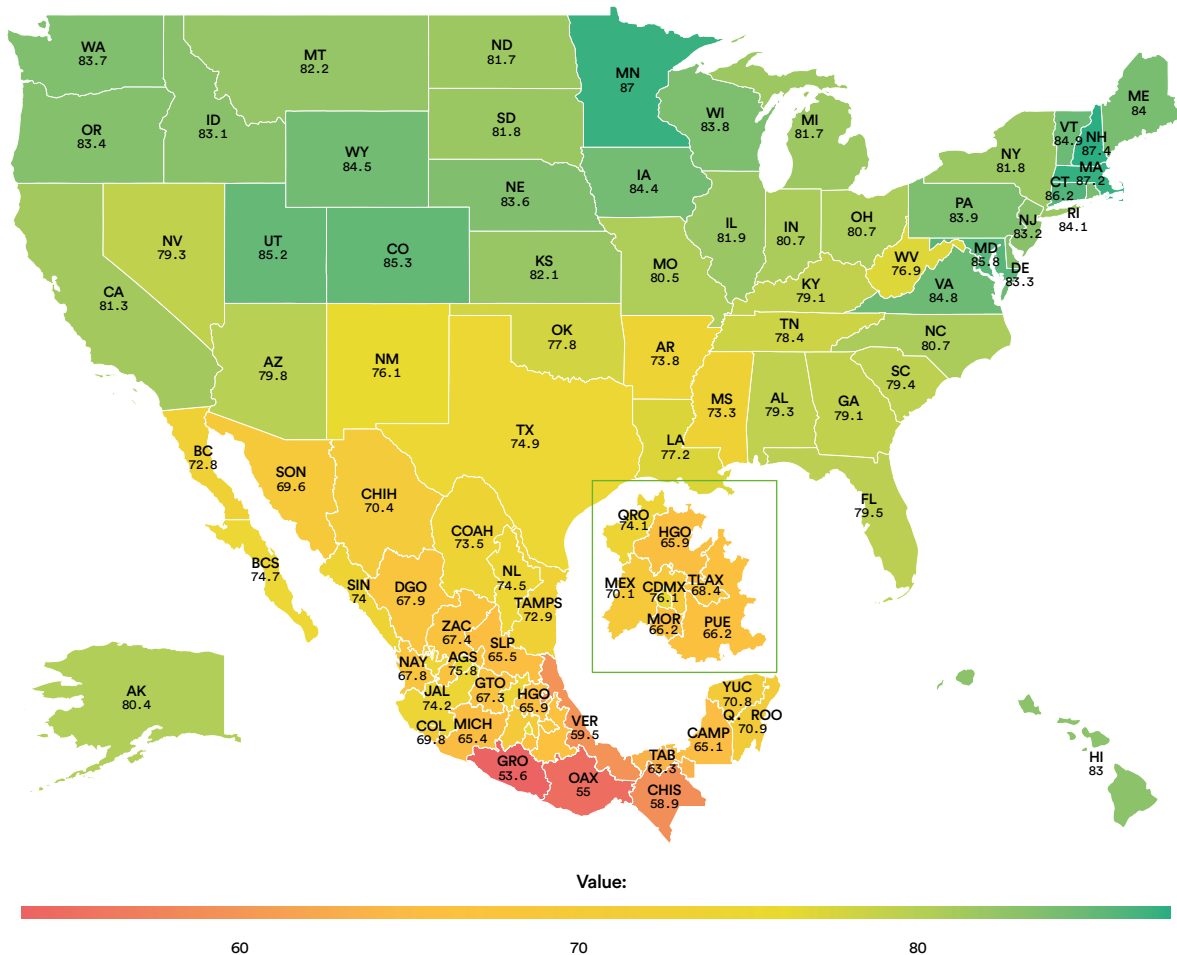 WA
83.7
MT
82.2
ND
81.7
MN
87
ME
84
OR
83.4
ID
83.1
WY
84.5
SD
81.8
WI
83.8
MI
81.7
VT
84.9
NH
87.4
NY
81.8
MA
87.2
CT
86.2
RI
84.1
NE
83.6
IA
84.4
PA
83.9
NJ
83.2
NV
79.3
UT
85.2
CO
85.3
KS
82.1
MO
80.5
IL
81.9
IN
80.7
OH
80.7
WV
76.9
MD
85.8
DE
83.3
VA
84.8
CA
81.3
KY
79.1
AZ
79.8
NM
76.1
OK
77.8
AR
73.8
TN
78.4
NC
80.7
SC
79.4
TX
74.9
LA
77.2
MS
73.3
AL
79.3
GA
79.1
FL
79.5
BC
72.8
SON
69.6
CHIH
70.4
COAH
73.5
BCS
74.7
SIN
74
DGO
67.9
NL
74.5
TAMPS
72.9
QRO
74.1
HGO
65.9
MEX
70.1
CDMX
76.1
TLAX
68.4
MOR
66.2
PUE
66.2
ZAC
67.4
SLP
65.5
NAY
67.8
AGS
75.8
JAL
74.2
GTO
67.3
HGO
65.9
COL
69.8
MICH
65.4
VER
59.5
YUC
70.8
Q. ROO
70.9
CAMP
65.1
TAB
63.3
GRO
53.6
OAX
55
CHIS
58.9
AK
80.4
HI
83
Value:
60 70 80